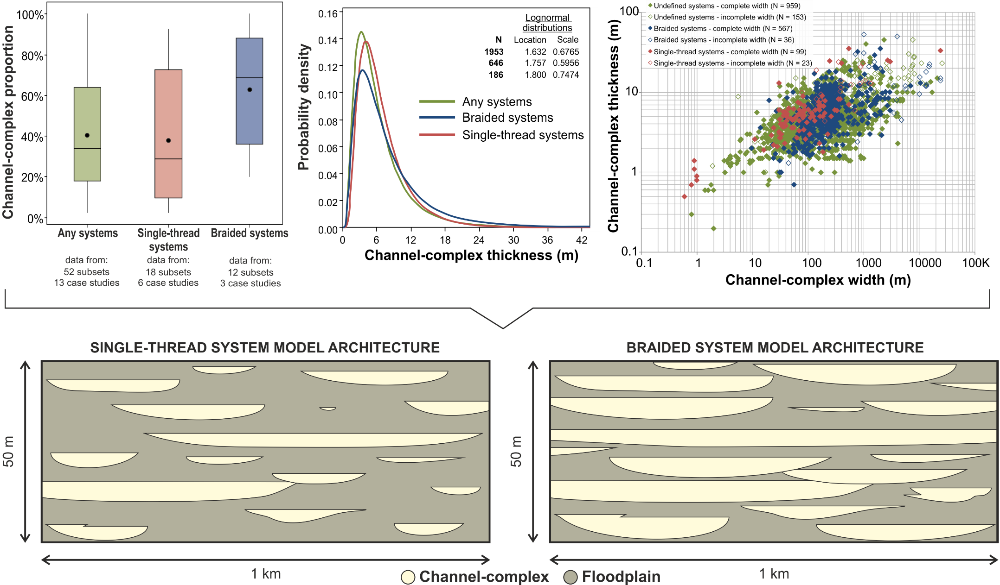 Channel-complex proportion
100%
80%
60%
40%
20%
0%
Any systems
Single-thread
systems
Braided systems
data from:
52 subsets
13 case studies
data from:
18 subsets
6 case studies
data from:
12 subsets
3 case studies
Probability density
0.16
0.14
0.12
0.10
0.08
0.06
0.04
0.02
0.00
0 6 12 18 24 30 36 42
Channel-complex thickness (m)
Lognormal
distributions
N Location Scale
1953 1.632 0.6765
646 1.757 0.5956
186 1.800 0.7474
Any systems
Braided systems
Single-thread systems
Channel-complex thickness (m)
100
10
1
0.1
0.1 1 10 100 1000 10000 100K
Channel-complex width (m)
Undefined systems - complete width (N = 959)
Undefined systems - incomplete width (N = 153)
Braided systems - complete width (N = 567)
Braided systems - incomplete width (N = 36)
Single-thread systems - complete width (N = 99)
Single-thread systems - incomplete width (N = 23)
SINGLE-THREAD SYSTEM MODEL ARCHITECTURE
50 m
1 km
BRAIDED SYSTEM MODEL ARCHITECTURE
50 m
1 km
Channel-complex
Floodplain